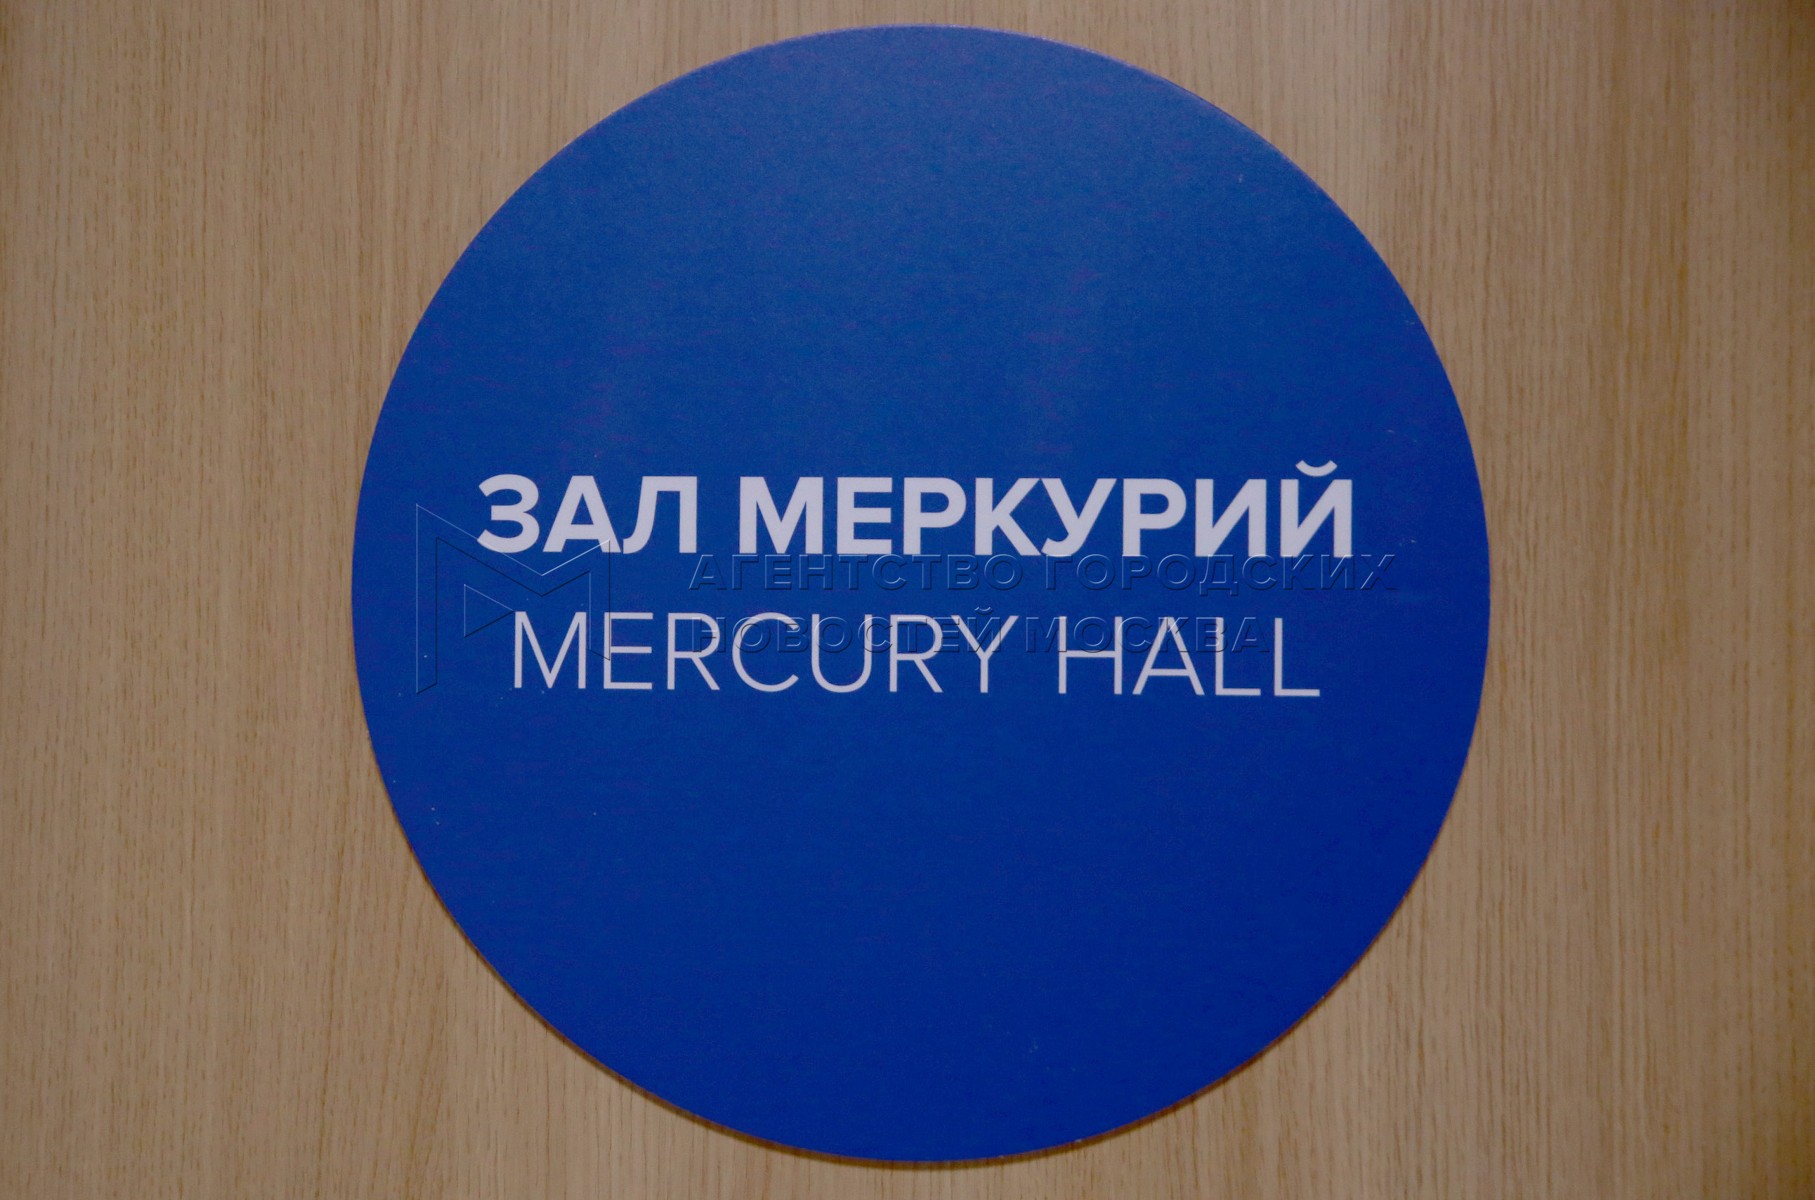 ЗАЛ МЕРКУРИЙ
АГЕНТСТВО ГОРОДСКИХ
НОВОСТЕЙ МОСКВА
MERCURY HALL